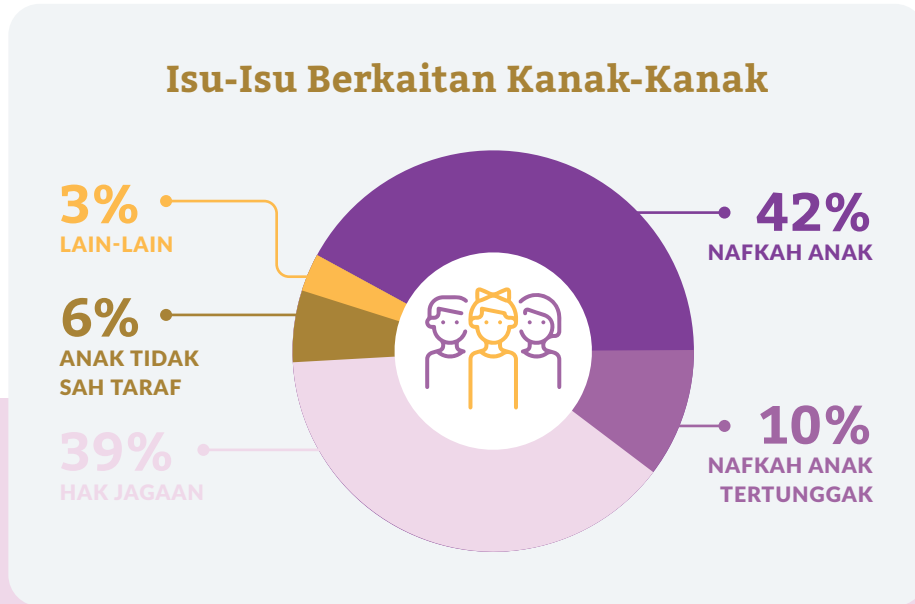 Isu-Isu Berkaitan Kanak-Kanak
3%
LAIN-LAIN
6%
ANAK TIDAK
SAH TARAF
39%
HAK JAGAAN
42%
NAFKAH ANAK
10%
NAFKAH ANAK
TERTUNGGAK